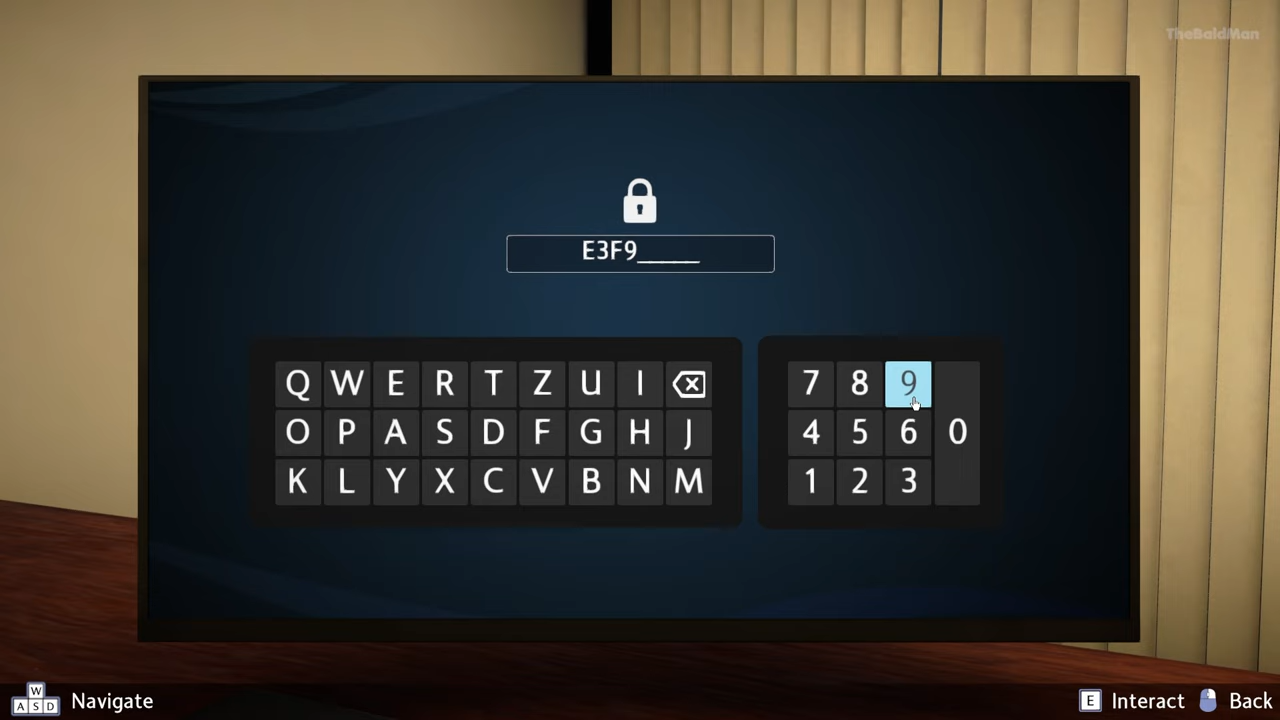 TheBaldMan
E3F9_____
Q W E R T Z U I
O P A S D F G H J
K L Y X C V B N M
7 8 9
4 5 6 0
1 2 3
W
A S D Navigate
E Interact Back